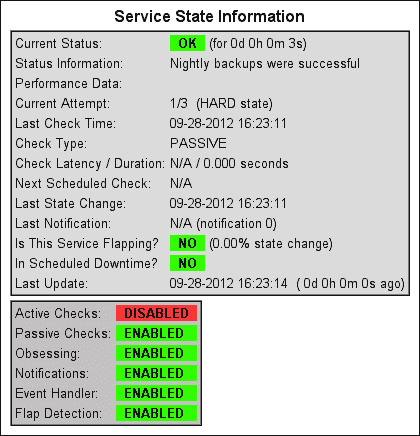 Service State Information
Current Status: OK (for 0d 0h 0m 3s)
Status Information: Nightly backups were successful
Performance Data:
Current Attempt: 1/3 (HARD state)
Last Check Time: 09-28-2012 16:23:11
Check Type: PASSIVE
Check Latency / Duration: N/A / 0.000 seconds
Next Scheduled Check: N/A
Last State Change: 09-28-2012 16:23:11
Last Notification: N/A (notification 0)
Is This Service Flapping? NO (0.00% state change)
In Scheduled Downtime? NO
Last Update: 09-28-2012 16:23:14 ( 0d 0h 0m 0s ago)
Active Checks: DISABLED
Passive Checks: ENABLED
Obsessing: ENABLED
Notifications: ENABLED
Event Handler: ENABLED
Flap Detection: ENABLED